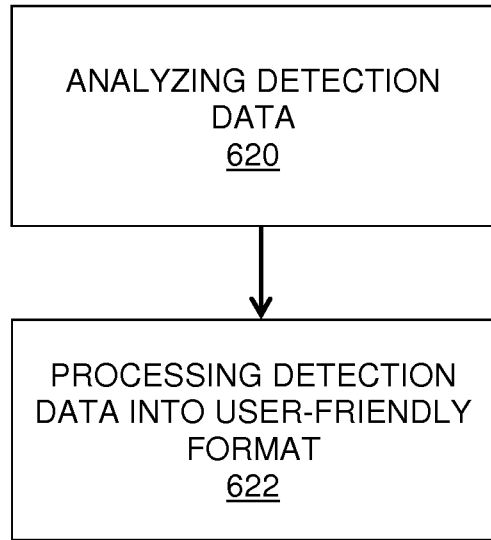 ANALYZING DETECTION
DATA
620
PROCESSING DETECTION
DATA INTO USER-FRIENDLY
FORMAT
622